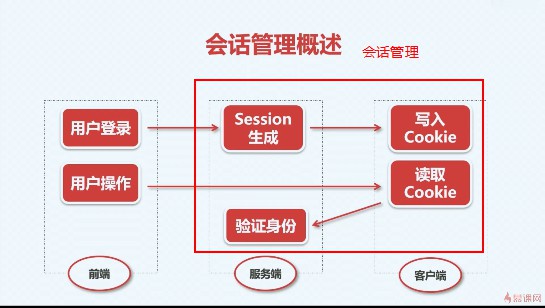 会话管理概述
会话管理
用户登录
Session
生成
写入
Cookie
用户操作
读取
Cookie
验证身份
前端
服务端
客户端
慕课网